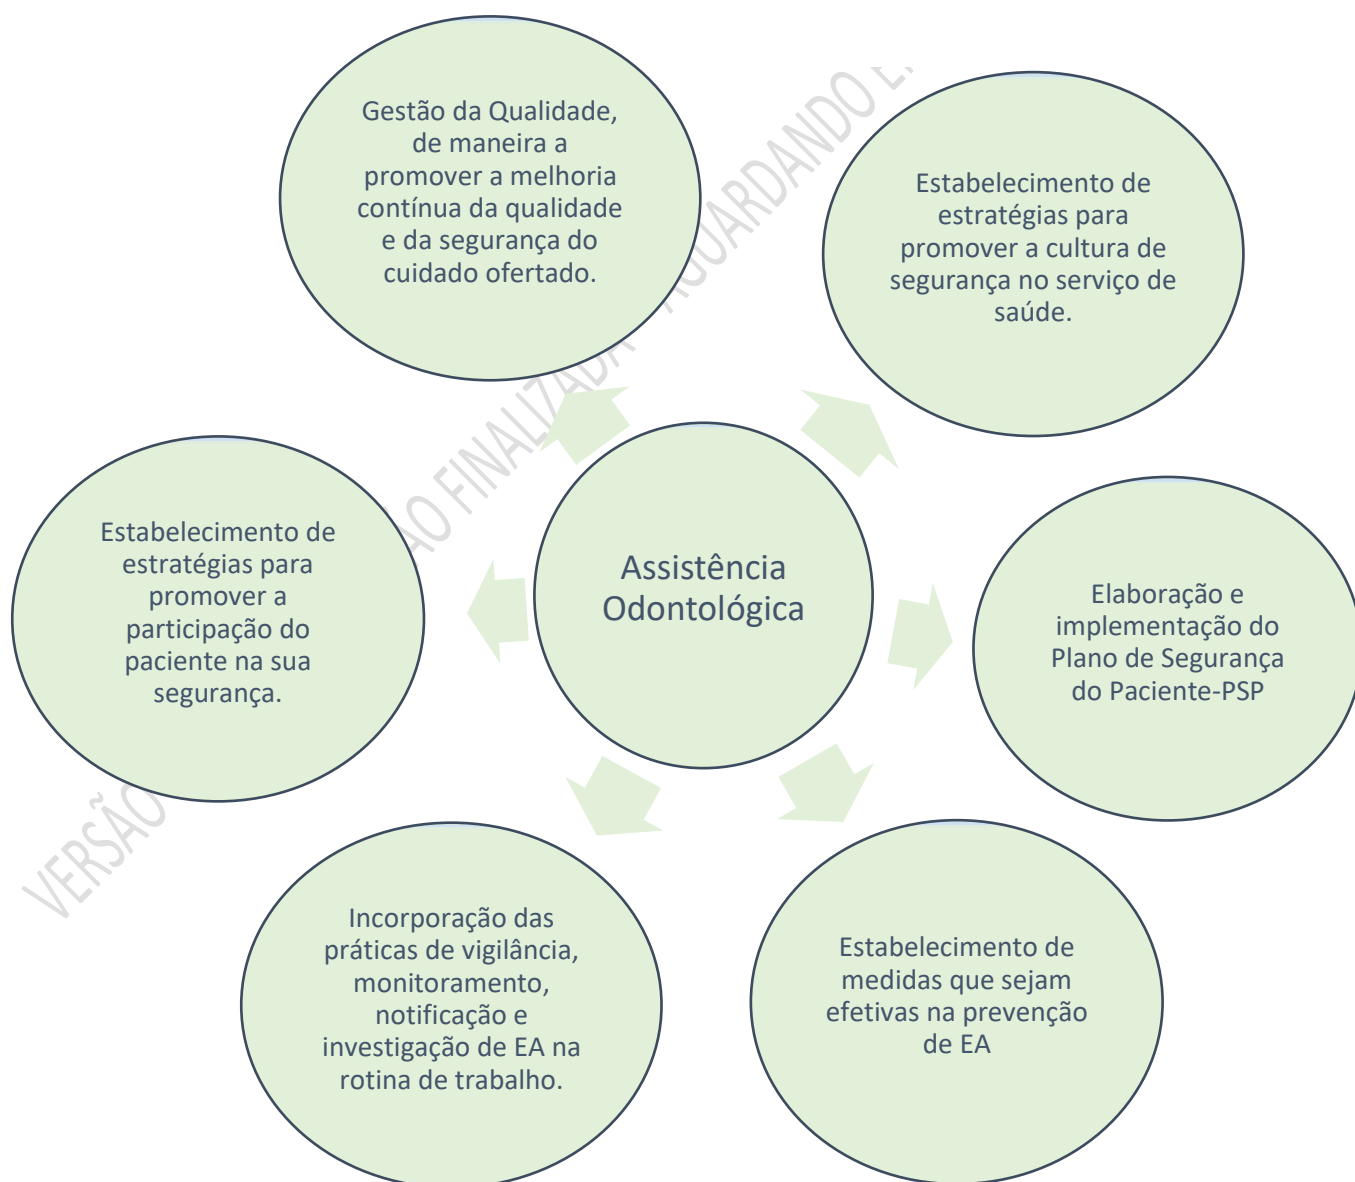 Gestão da Qualidade,
de maneira a
promover a melhoria
contínua da qualidade
e da segurança do
cuidado ofertado.
Estabelecimento de
estratégias para
promover a cultura de
segurança no serviço de
saúde.
Estabelecimento de
estratégias para
promover a
participação do
paciente na sua
segurança.
Assistência
Odontológica
Elaboração e
implementação do
Plano de Segurança
do Paciente-PSP
Incorporação das
práticas de vigilância,
monitoramento,
notificação e
investigação de EA na
rotina de trabalho.
Estabelecimento de
medidas que sejam
efetivas na prevenção
de EA
VERSÃO FINALIZADA AGUARDANDO